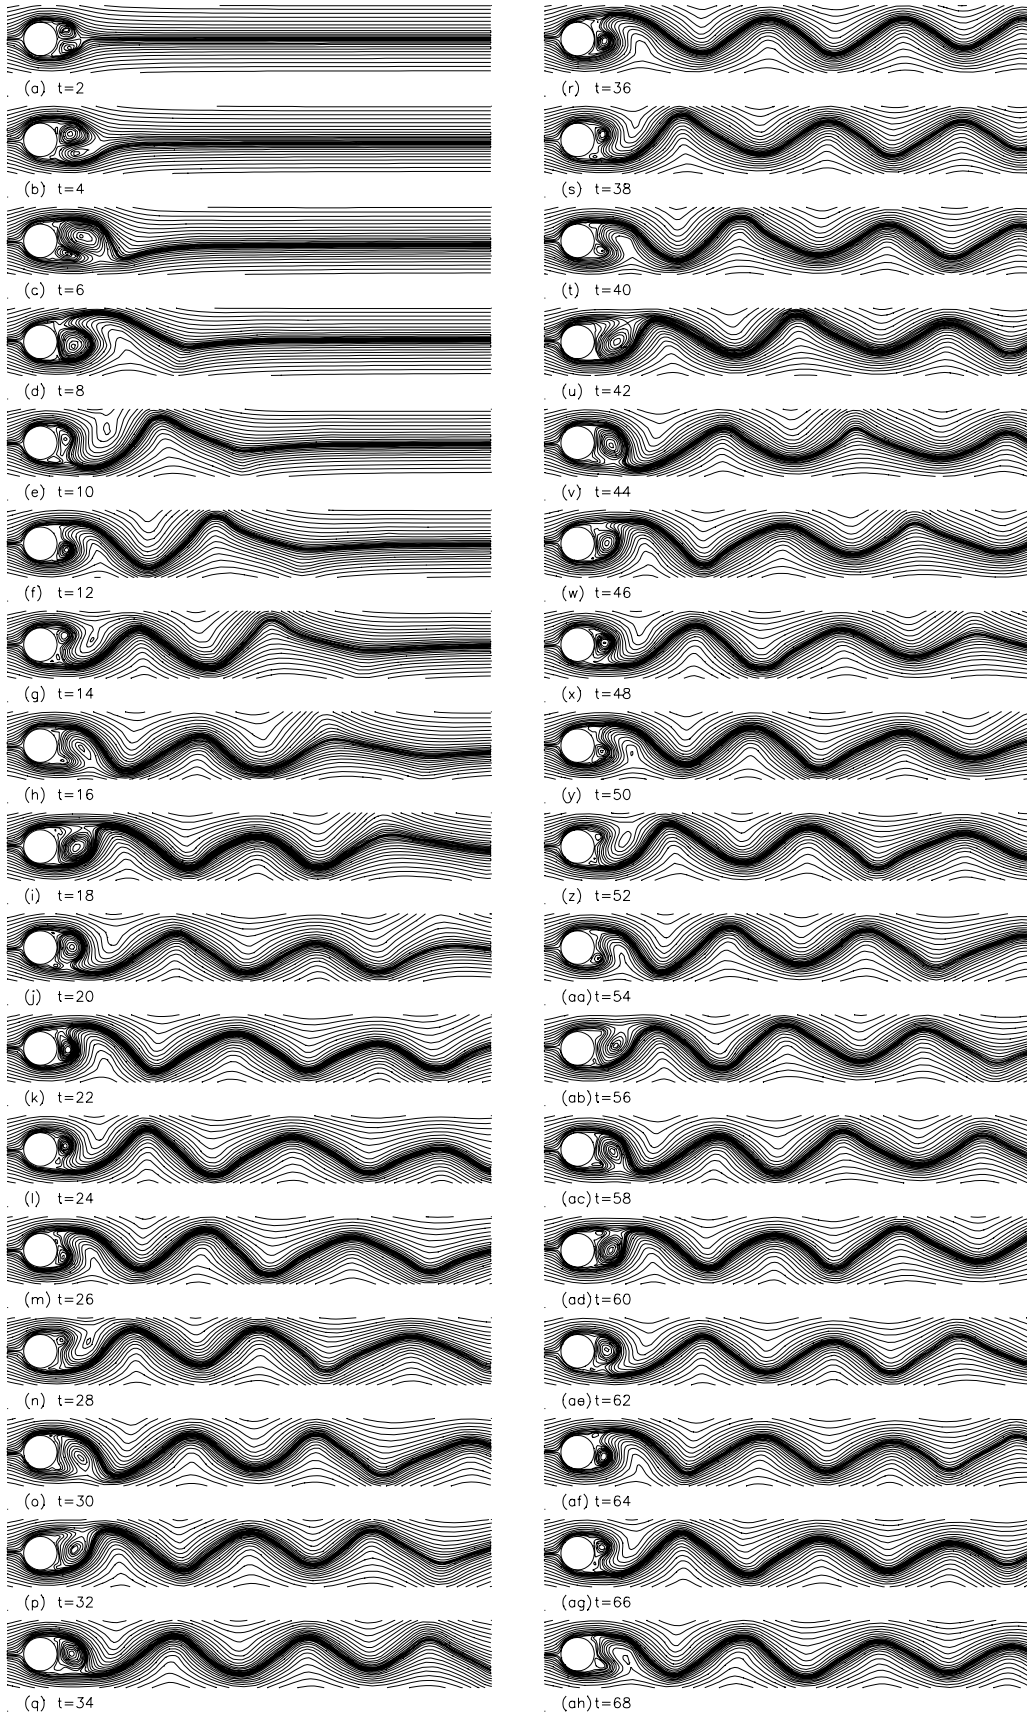 (a) t=2
(b) t=4
(c) t=6
(d) t=8
(e) t=10
(f) t=12
(g) t=14
(h) t=16
(i) t=18
(j) t=20
(k) t=22
(l) t=24
(m) t=26
(n) t=28
(o) t=30
(p) t=32
(q) t=34
(r) t=36
(s) t=38
(t) t=40
(u) t=42
(v) t=44
(w) t=46
(x) t=48
(y) t=50
(z) t=52
(aa) t=54
(ab) t=56
(ac) t=58
(ad) t=60
(ae) t=62
(af) t=64
(ag) t=66
(ah) t=68